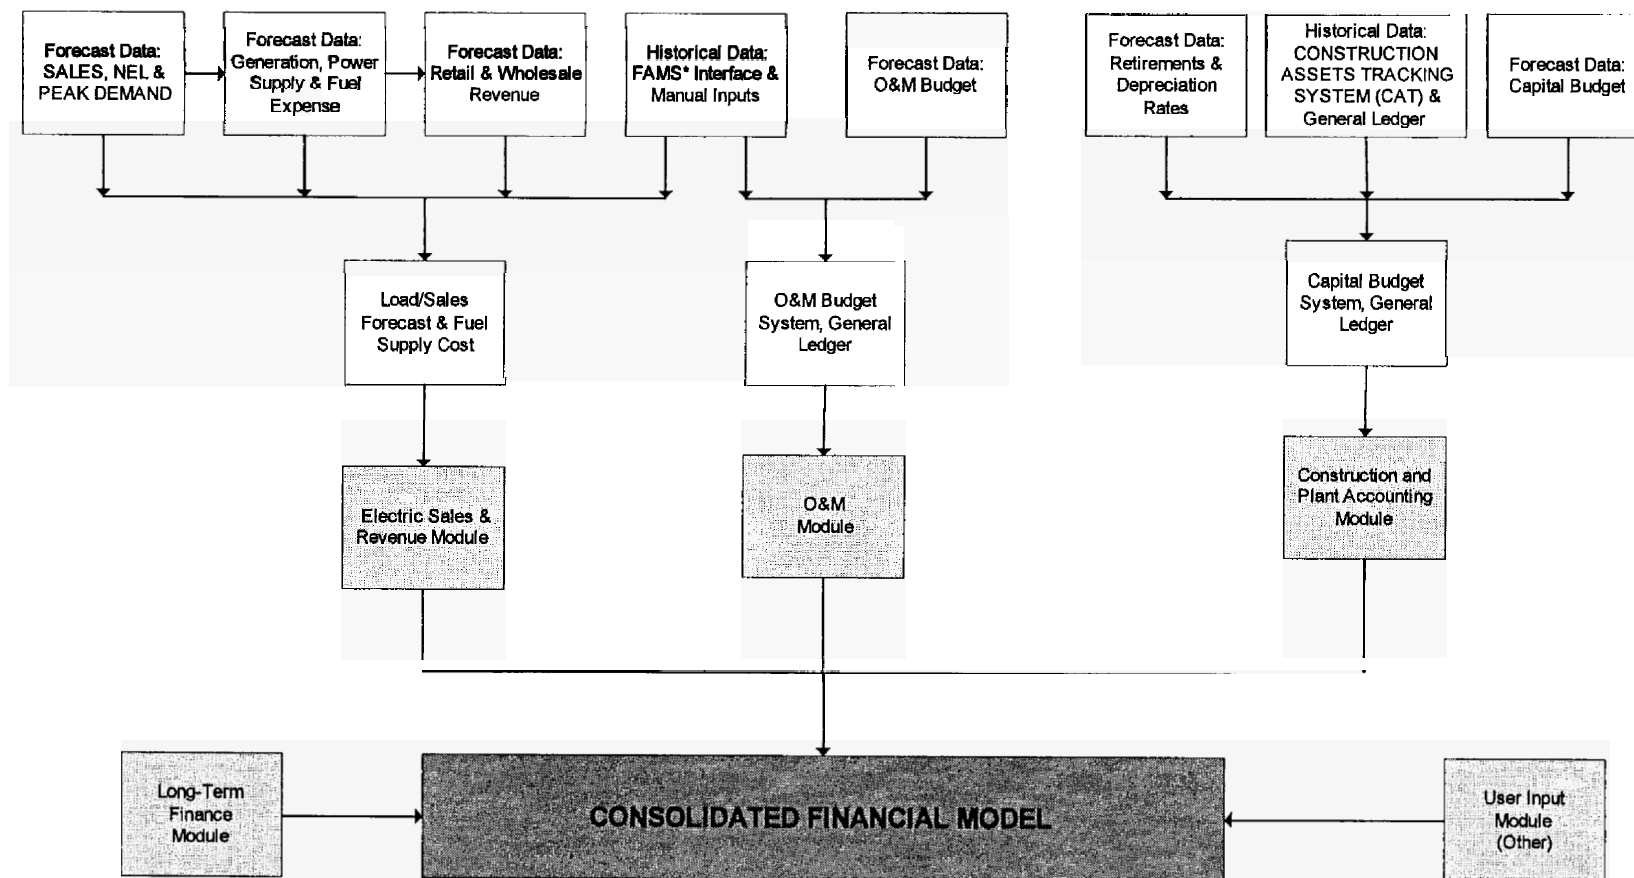 Forecast Data:
SALES, NEL &
PEAK DEMAND
Forecast Data:
Generation, Power
Supply & Fuel
Expense
Forecast Data:
Retail & Wholesale
Revenue
Historical Data:
FAMS* Interface &
Manual Inputs
Forecast Data:
O&M Budget
Forecast Data:
Retirements &
Depreciation
Rates
Historical Data:
CONSTRUCTION
ASSETS TRACKING
SYSTEM (CAT) &
General Ledger
Forecast Data:
Capital Budget
Load/Sales
Forecast & Fuel
Supply Cost
O&M Budget
System, General
Ledger
Capital Budget
System, General
Ledger
Electric Sales &
Revenue Module
O&M
Module
Construction and
Plant Accounting
Module
Long-Term
Finance
Module
CONSOLIDATED FINANCIAL MODEL
User Input
Module
(Other)